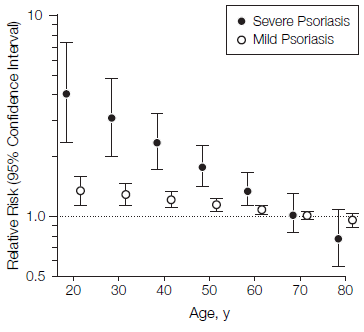 Relative Risk (95% Confidence Interval)
10
1.0
0.5
Severe Psoriasis
Mild Psoriasis
20 30 40 50 60 70 80
Age, y